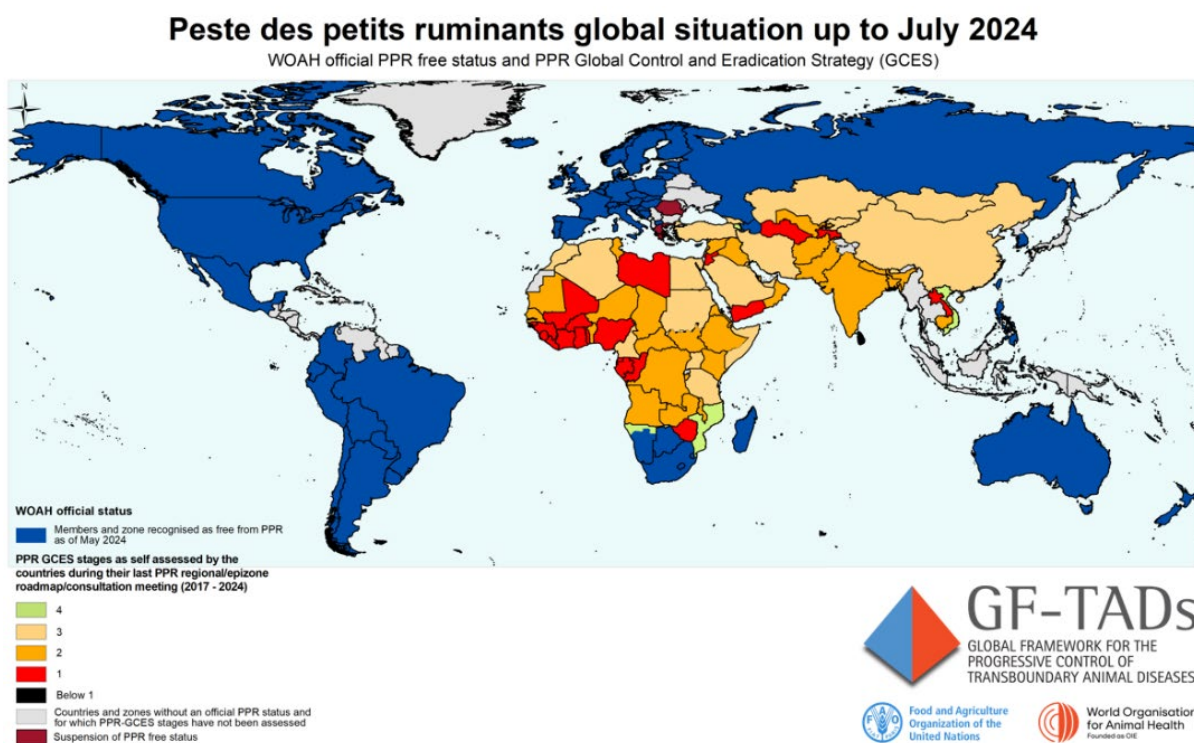 Peste des petits ruminants global situation up to July 2024
WOAH official PPR free status and PPR Global Control and Eradication Strategy (GCES)
N
WOAH official status
Members and zone recognised as free from PPR
as of May 2024
PPR GCES stages as self assessed by the
countries during their last PPR regional/epizone
roadmap/consultation meeting (2017 - 2024)
4
3
2
1
Below 1
Countries and zones without an official PPR status and
for which PPR-GCES stages have not been assessed
Suspension of PPR free status
GF-TADs
GLOBAL FRAMEWORK FOR THE
PROGRESSIVE CONTROL OF
TRANSBOUNDARY ANIMAL DISEASES
Food and Agriculture
Organization of the
United Nations
World Organisation
for Animal Health
Founded as OIE